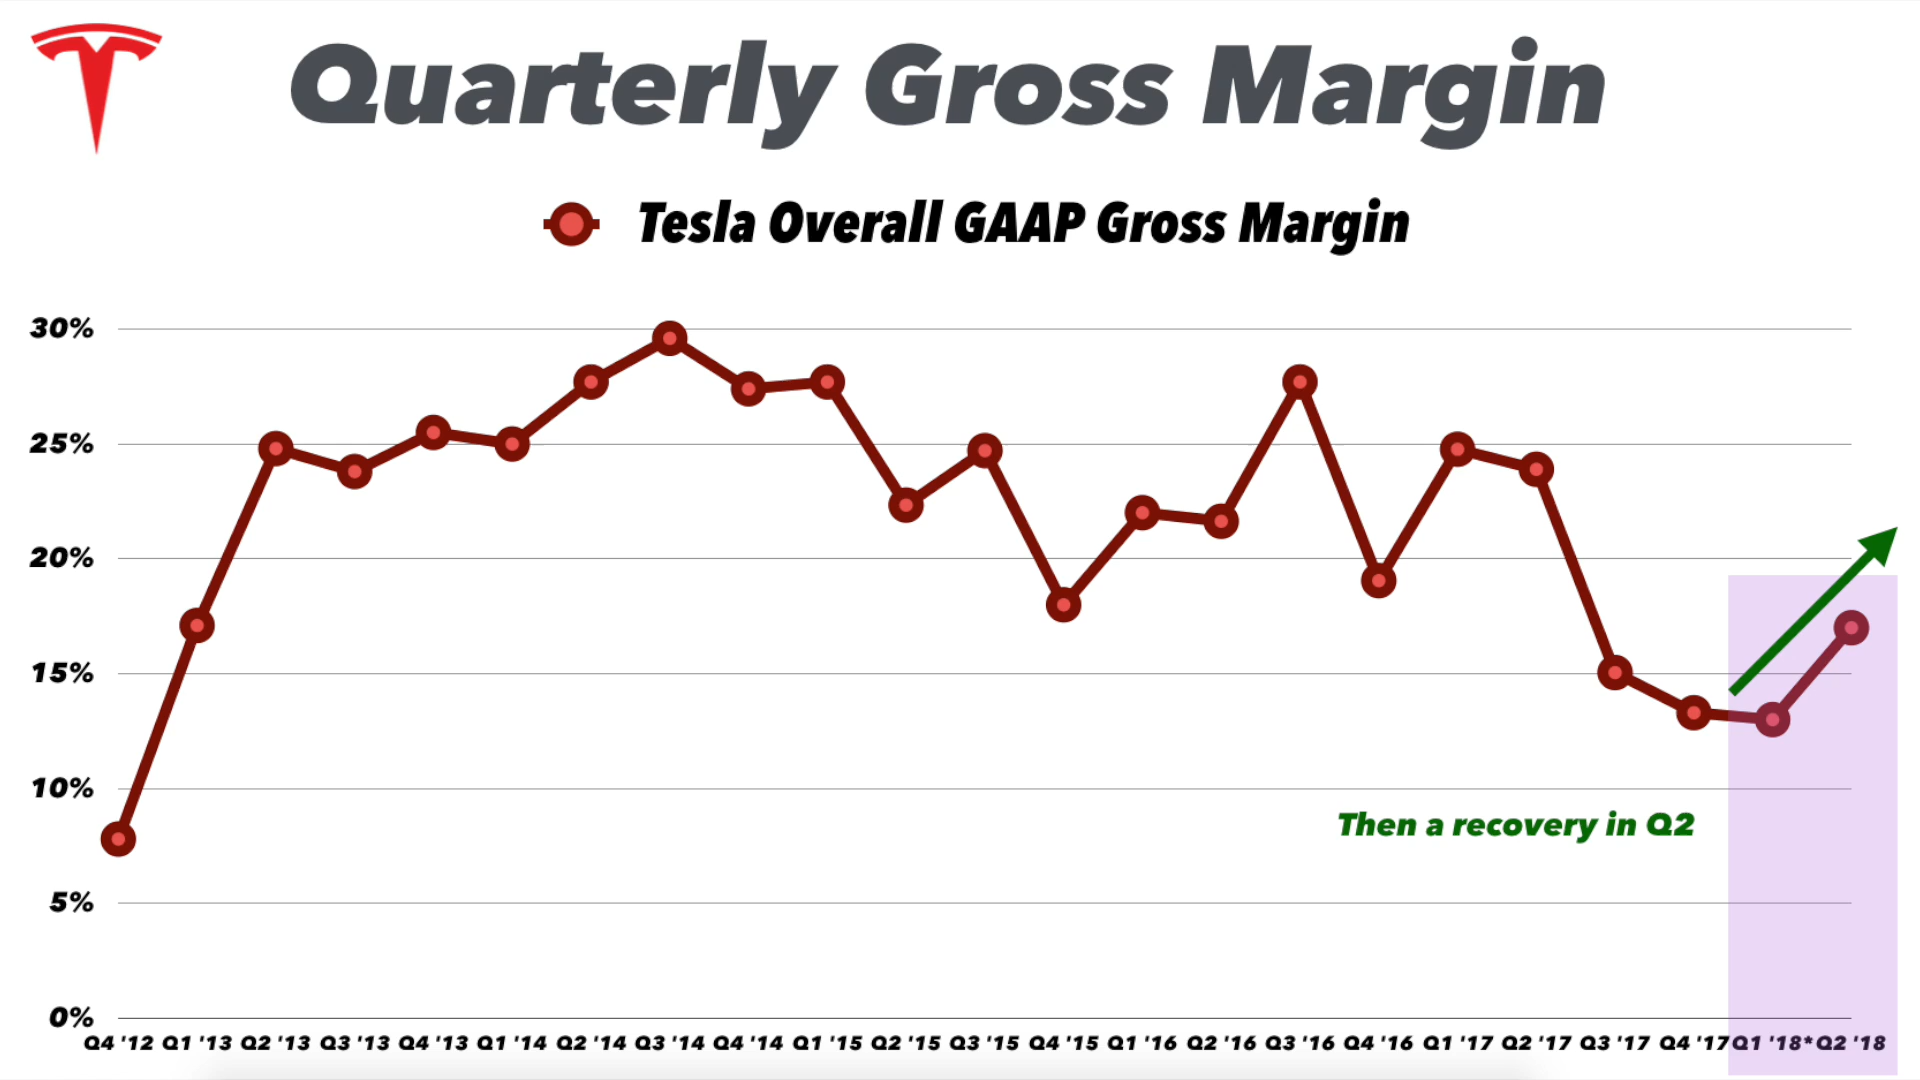 Quarterly Gross Margin
Tesla Overall GAAP Gross Margin
30%
25%
20%
15%
10%
Then a recovery in Q2
5%
0%
Q4 '12 Q1 '13 Q2 '13 Q3 '13 Q4 '13 Q1 '14 Q2 '14 Q3 '14 Q4 '14 Q1 '15 Q2 '15 Q3 '15 Q4 '15 Q1 '16 Q2 '16 Q3 '16 Q4 '16 Q1 '17 Q2 '17 Q3 '17 Q4 '17 Q1 '18* Q2 '18